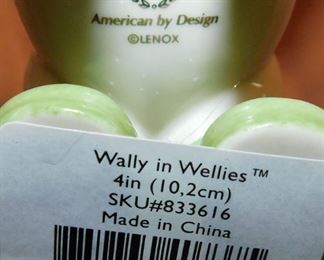 American by Design
©LENOX
Wally in Wellies™
4in (10,2cm)
SKU#833616
Made in China